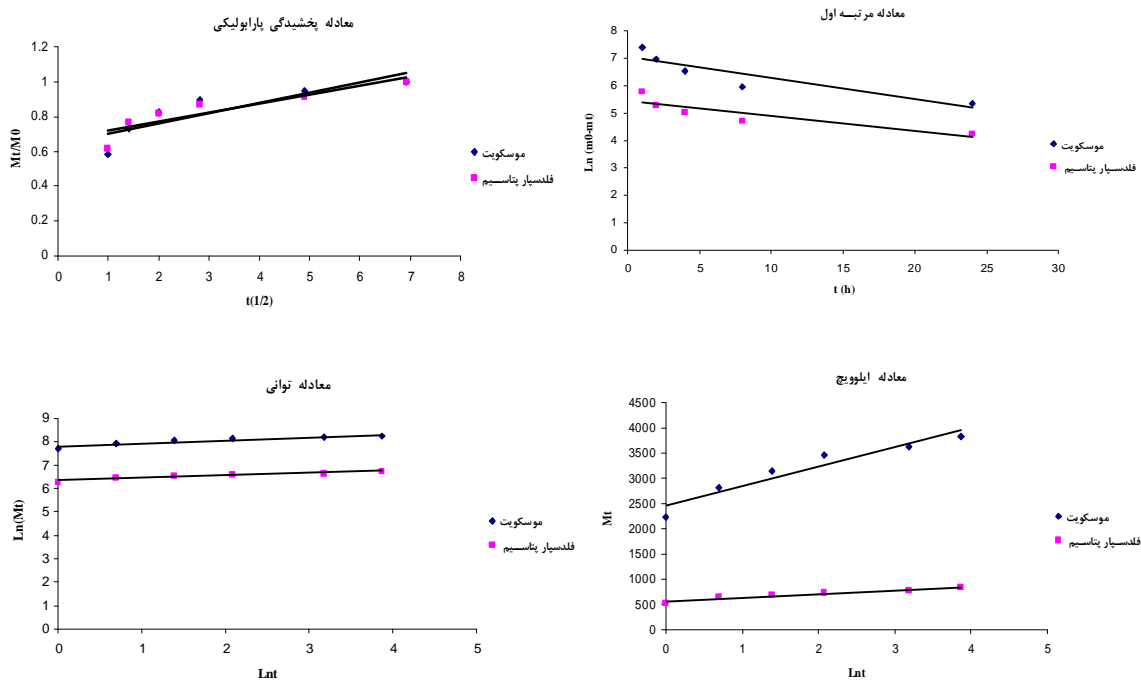 معادله پخشیدگی پارابولیکی
1.2
1
0.8
0.6
0.4
0.2
0
Mt/M0
0 1 2 3 4 5 6 7 8
t(1/2)
موسکویت
فلدسپار پتاسیم
معادله مرتبه اول
8
7
6
5
4
3
2
1
0
Ln (m0-mt)
0 5 10 15 20 25 30
t (h)
موسکویت
فلدسپار پتاسیم
معادله توانی
9
8
7
6
5
4
3
2
1
0
Ln(Mt)
0 1 2 3 4 5
Lnt
موسکویت
فلدسپار پتاسیم
معادله ایلوویچ
4500
4000
3500
3000
2500
2000
1500
1000
500
0
Mt
0 1 2 3 4 5
Lnt
موسکویت
فلدسپار پتاسیم